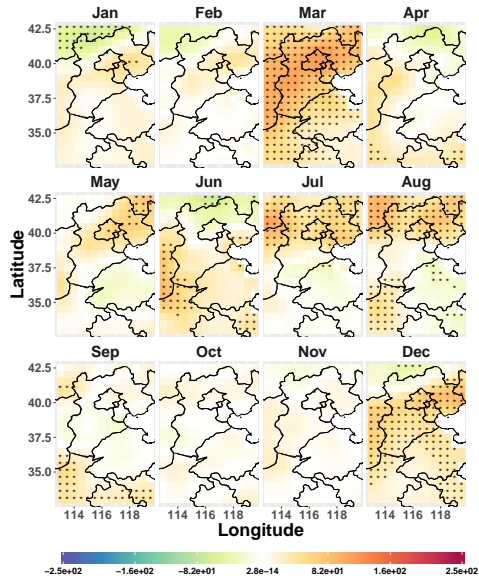 Jan Feb Mar Apr
42.5
40.0
37.5
35.0
May Jun Jul Aug
42.5
40.0
37.5
35.0
Latitude
Sep Oct Nov Dec
42.5
40.0
37.5
35.0
114 116 118 114 116 118 114 116 118 114 116 118
Longitude
−2.5e+02 −1.6e+02 −8.2e+01 2.8e−14 8.2e+01 1.6e+02 2.5e+02